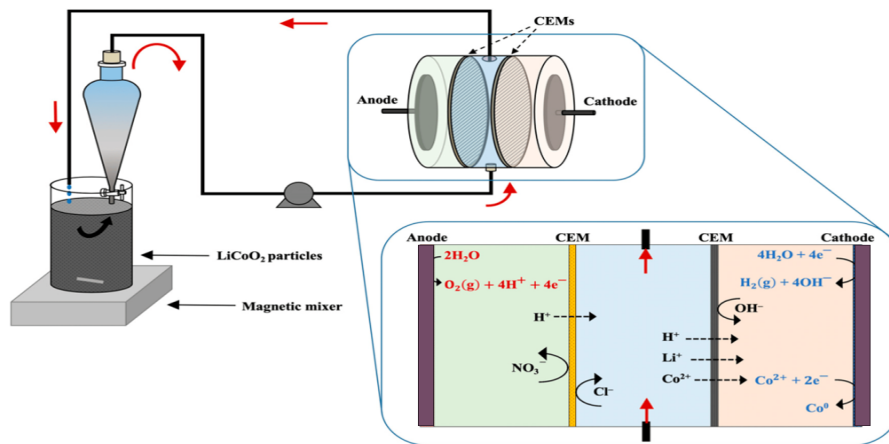 CEMs
Anode
Cathode
LiCoO₂ particles
Magnetic mixer
Anode CEM CEM Cathode
2H₂O
O₂(g) + 4H⁺ + 4e⁻
H⁺
NO₃⁻
Cl⁻
4H₂O + 4e⁻
H₂(g) + 4OH⁻
OH⁻
H⁺
Li⁺
Co²⁺
Co²⁺ + 2e⁻
Co⁰